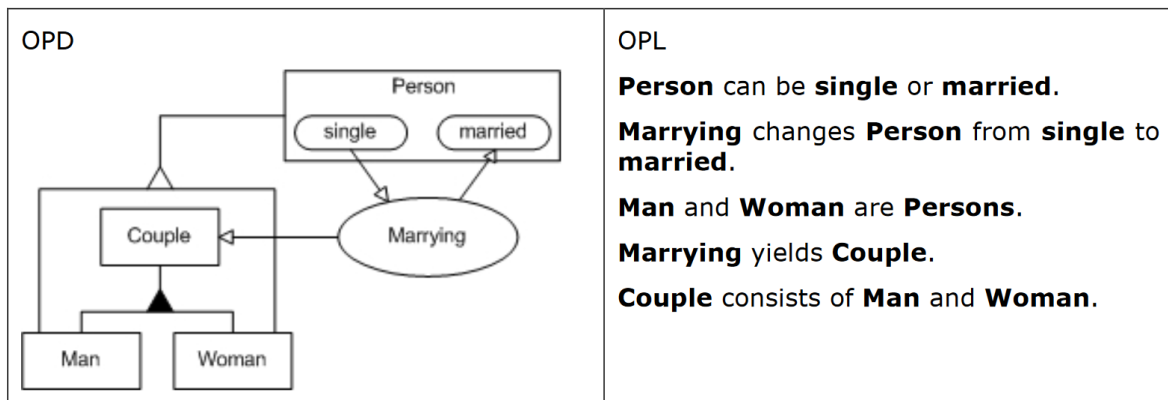 OPD
Person
single
married
Couple
Marrying
Man
Woman
OPL
Person can be single or married.
Marrying changes Person from single to
married.
Man and Woman are Persons.
Marrying yields Couple.
Couple consists of Man and Woman.